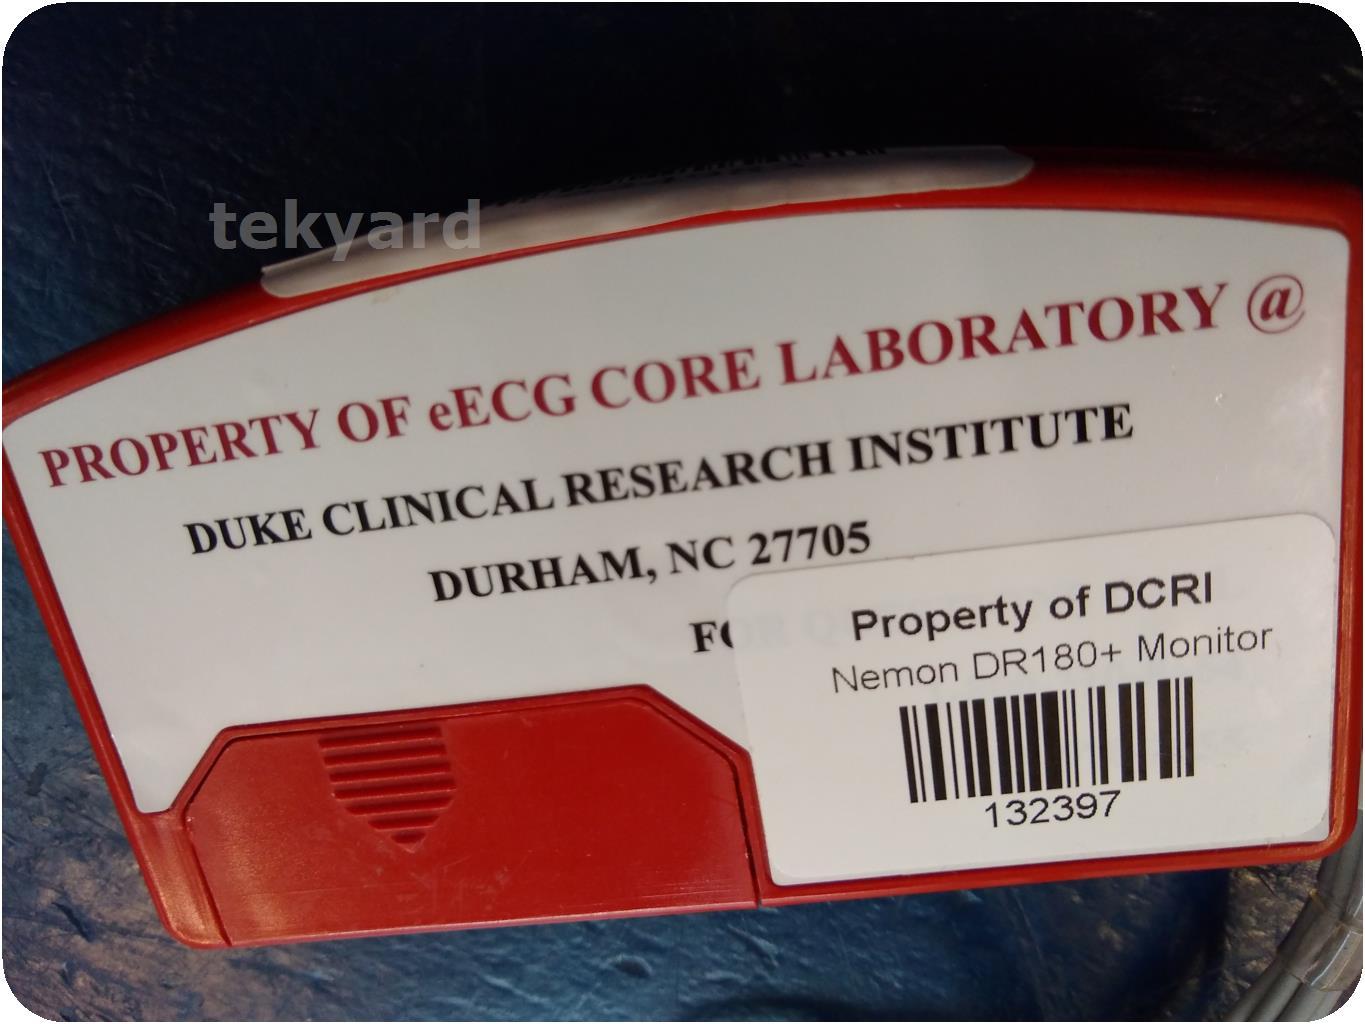 tekyard
PROPERTY OF eECG CORE LABORATORY @
DUKE CLINICAL RESEARCH INSTITUTE
DURHAM, NC 27705
Property of DCRI
Nemon DR180+ Monitor
132397